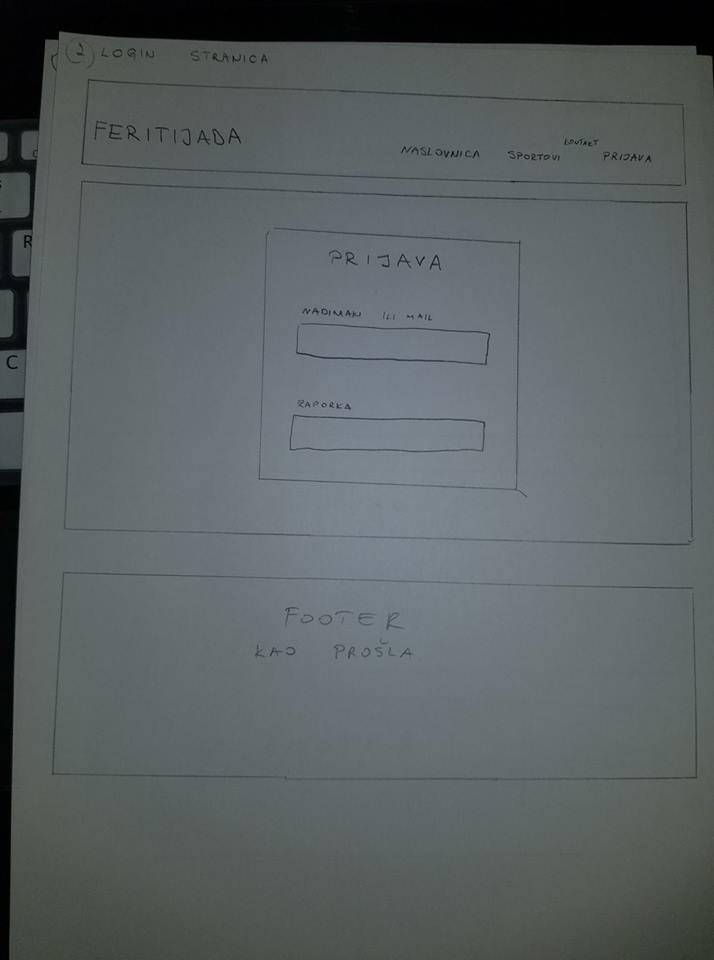 2 LOGIN STRANICA
FERITIJADA
NASLOVNICA SPORTOVI KONTAKT PRIJAVA
PRIJAVA
NADIMAK ILI MAIL
ZAPORKA
FOOTER
KAO PROŠLA
R
C